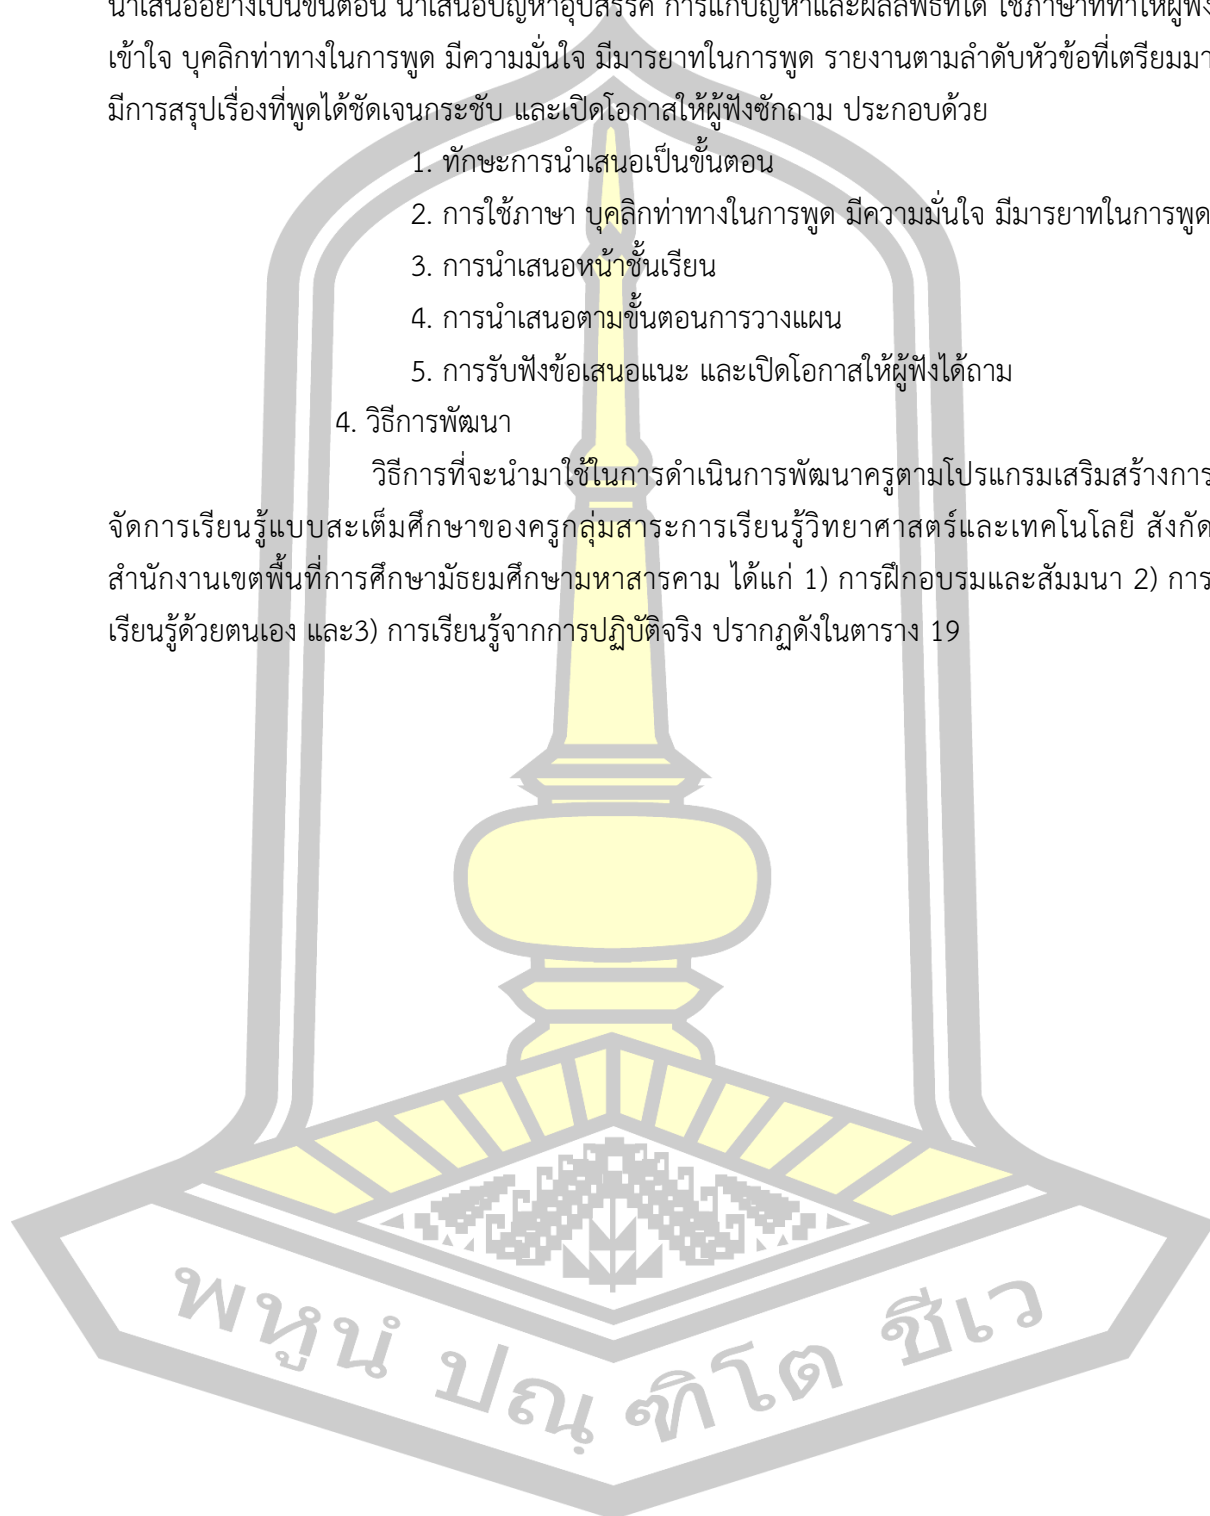 นำเสนออย่างเป็นขั้นตอน นำเสนอปัญหาอุปสรรค การแก้ปัญหาและผลลัพธ์ที่ได้ ใช้ภาษาที่ทำให้ผู้ฟัง
เข้าใจ บุคลิกท่าทางในการพูด มีความมั่นใจ มีมารยาทในการพูด รายงานตามลำดับหัวข้อที่เตรียมมา
มีการสรุปเรื่องที่พูดได้ชัดเจนกระชับ และเปิดโอกาสให้ผู้ฟังซักถาม ประกอบด้วย
1. ทักษะการนำเสนอเป็นขั้นตอน
2. การใช้ภาษา บุคลิกท่าทางในการพูด มีความมั่นใจ มีมารยาทในการพูด
3. การนำเสนอหน้าชั้นเรียน
4. การนำเสนอตามขั้นตอนการวางแผน
5. การรับฟังข้อเสนอแนะ และเปิดโอกาสให้ผู้ฟังได้ถาม
4. วิธีการพัฒนา
วิธีการที่จะนำมาใช้ในการดำเนินการพัฒนาครูตามโปรแกรมเสริมสร้างการ
จัดการเรียนรู้แบบสะเต็มศึกษาของครูกลุ่มสาระการเรียนรู้วิทยาศาสตร์และเทคโนโลยี สังกัด
สำนักงานเขตพื้นที่การศึกษามัธยมศึกษามหาสารคาม ได้แก่ 1) การฝึกอบรมและสัมมนา 2) การ
เรียนรู้ด้วยตนเอง และ3) การเรียนรู้จากการปฏิบัติจริง ปรากฏดังในตาราง 19
พหูนํ ปณฺ ฑิโต ชีเว